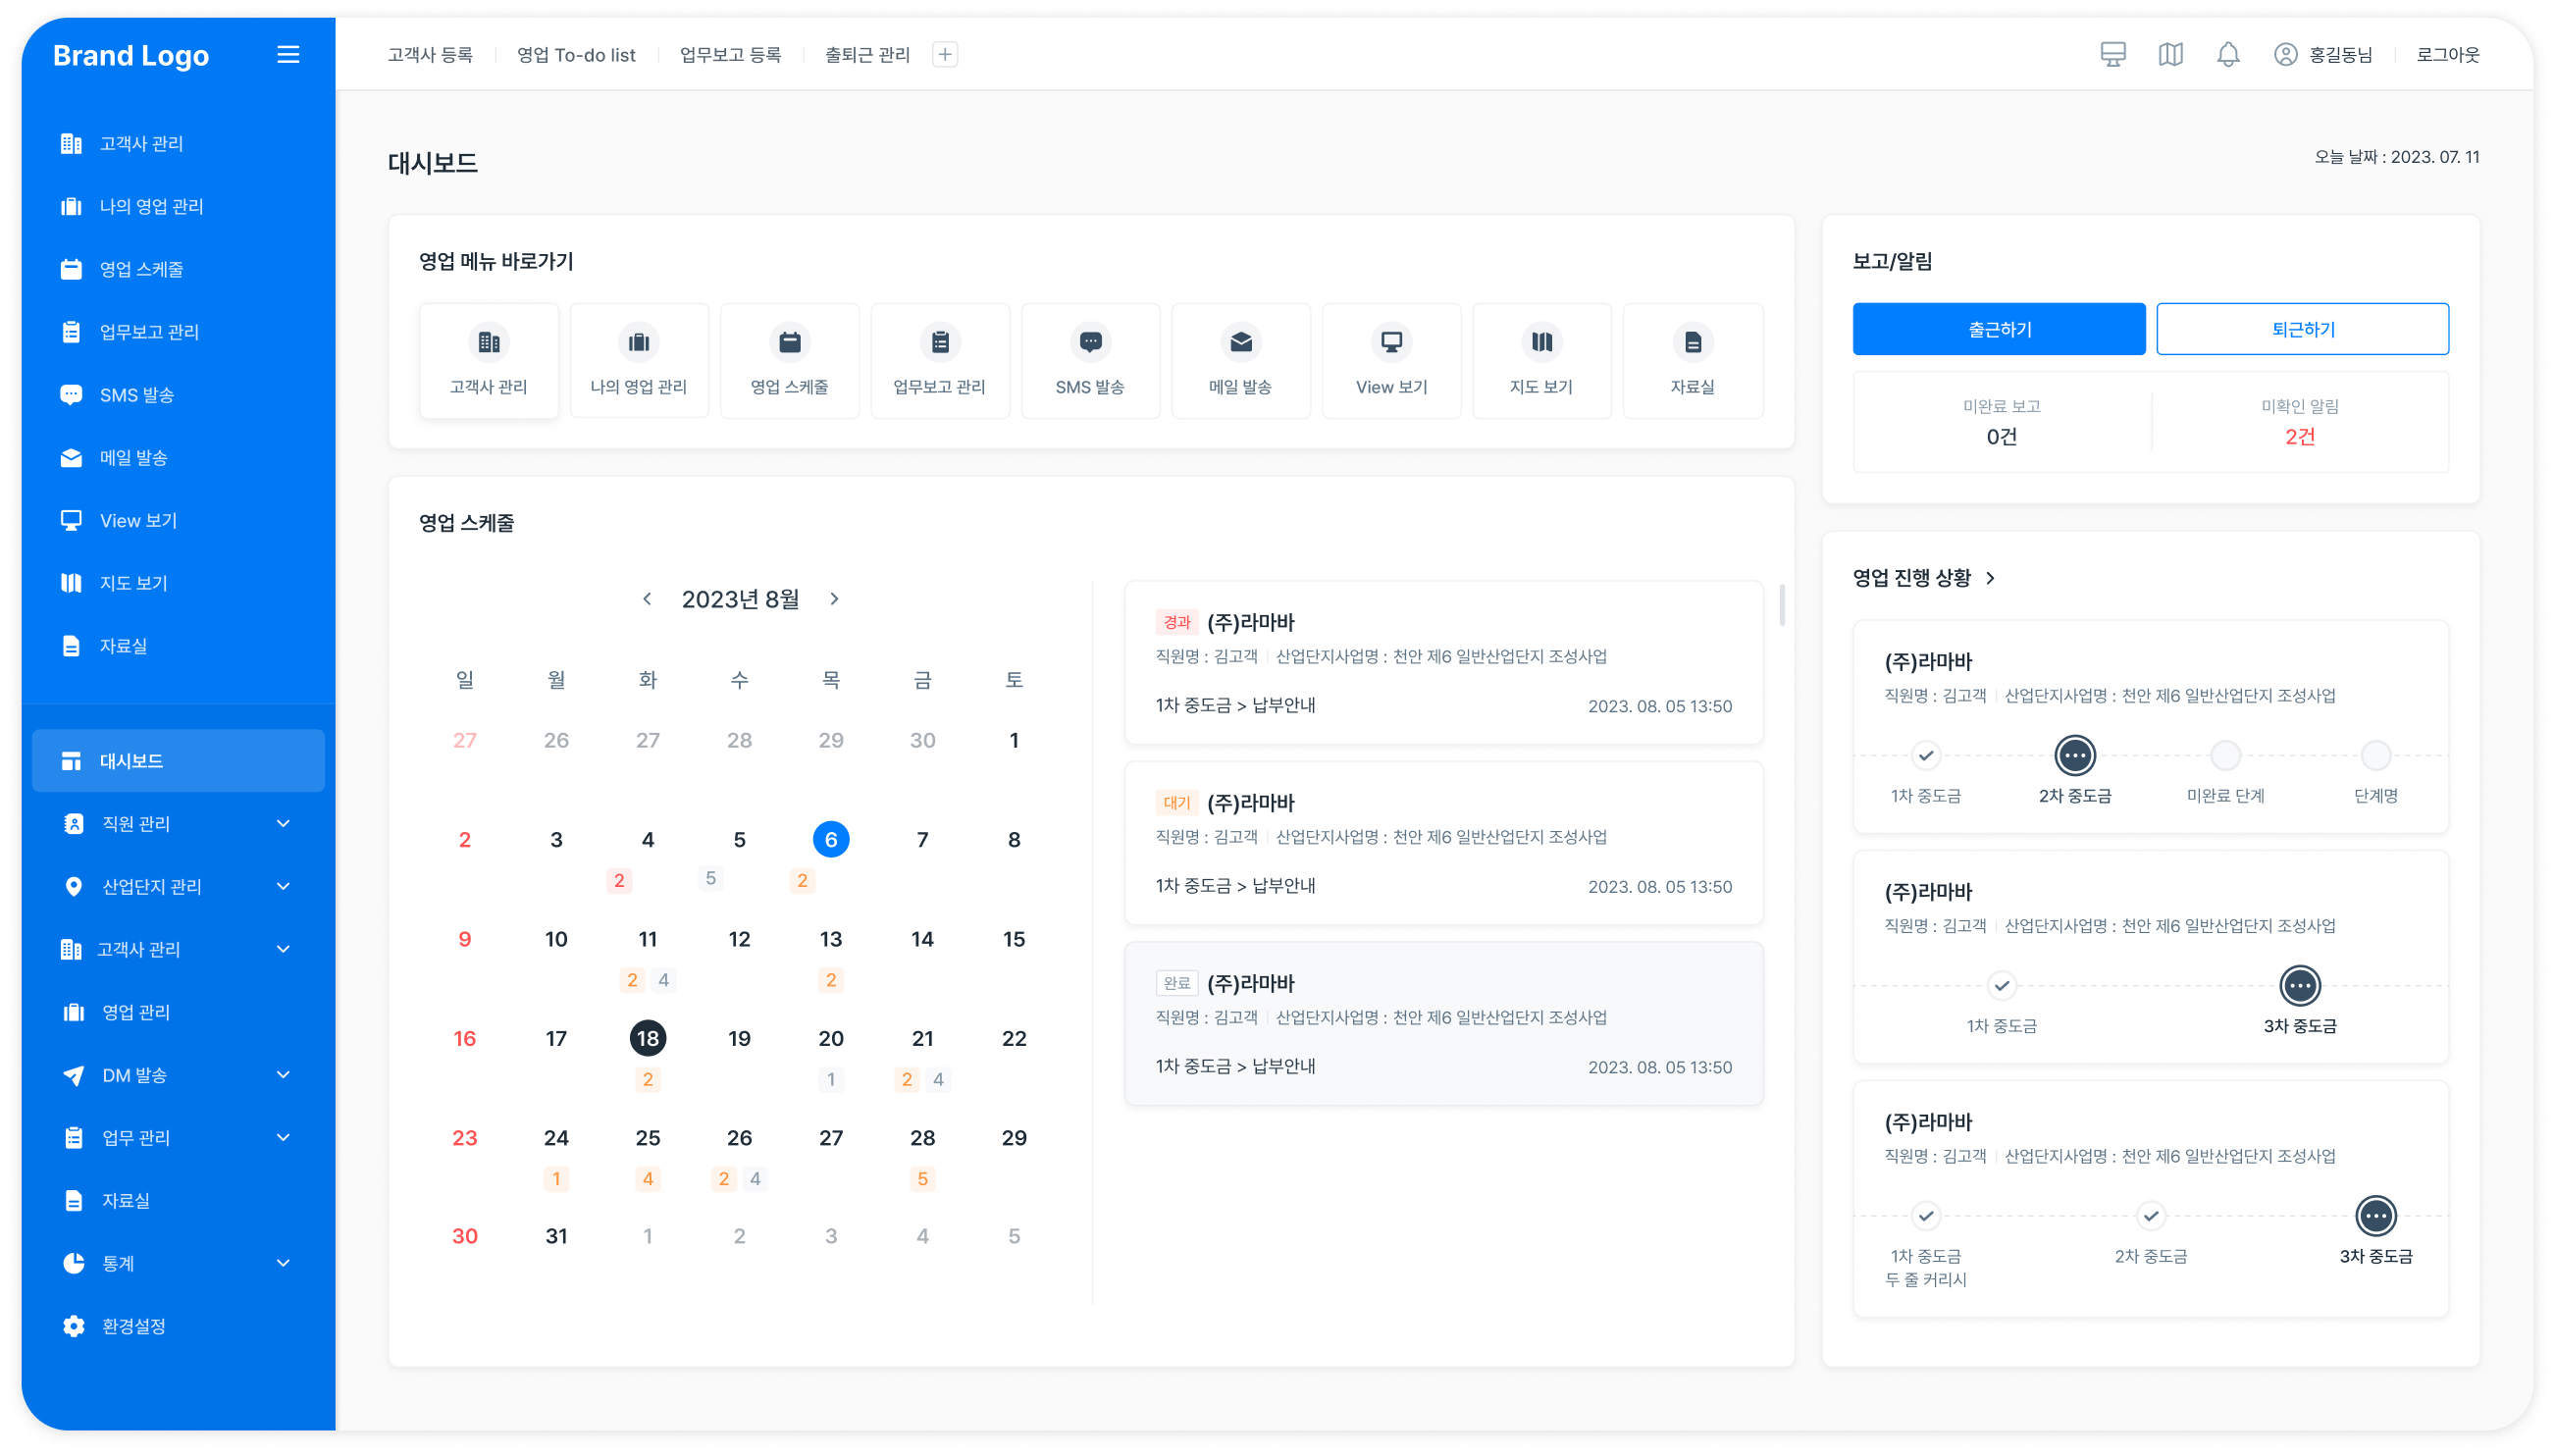 Brand Logo
고객사 등록
영업 To-do list
업무보고 등록
출퇴근 관리
홍길동님
로그아웃
고객사 관리
나의 영업 관리
영업 스케줄
업무보고 관리
SMS 발송
메일 발송
View 보기
지도 보기
자료실
대시보드
직원 관리
산업단지 관리
고객사 관리
영업 관리
DM 발송
업무 관리
자료실
통계
환경설정
대시보드
오늘 날짜 : 2023. 07. 11
영업 메뉴 바로가기
고객사 관리
나의 영업 관리
영업 스케줄
업무보고 관리
SMS 발송
메일 발송
View 보기
지도 보기
자료실
영업 스케줄
2023년 8월
일 월 화 수 목 금 토
27 26 27 28 29 30 1
2 3 4 5 6 7 8
2 5 2
9 10 11 12 13 14 15
2 4 2
16 17 18 19 20 21 22
2 1 2 4
23 24 25 26 27 28 29
1 4 2 4 5
30 31 1 2 3 4 5
경과 (주)라마바
직원명 : 김고객 산업단지사업명 : 천안 제6 일반산업단지 조성사업
1차 중도금 > 납부안내 2023. 08. 05 13:50
대기 (주)라마바
직원명 : 김고객 산업단지사업명 : 천안 제6 일반산업단지 조성사업
1차 중도금 > 납부안내 2023. 08. 05 13:50
완료 (주)라마바
직원명 : 김고객 산업단지사업명 : 천안 제6 일반산업단지 조성사업
1차 중도금 > 납부안내 2023. 08. 05 13:50
보고/알림
출근하기
퇴근하기
미완료 보고
0건
미확인 알림
2건
영업 진행 상황
(주)라마바
직원명 : 김고객 산업단지사업명 : 천안 제6 일반산업단지 조성사업
1차 중도금 2차 중도금 미완료 단계 단계명
(주)라마바
직원명 : 김고객 산업단지사업명 : 천안 제6 일반산업단지 조성사업
1차 중도금 3차 중도금
(주)라마바
직원명 : 김고객 산업단지사업명 : 천안 제6 일반산업단지 조성사업
1차 중도금 2차 중도금 3차 중도금
두 줄 커리시